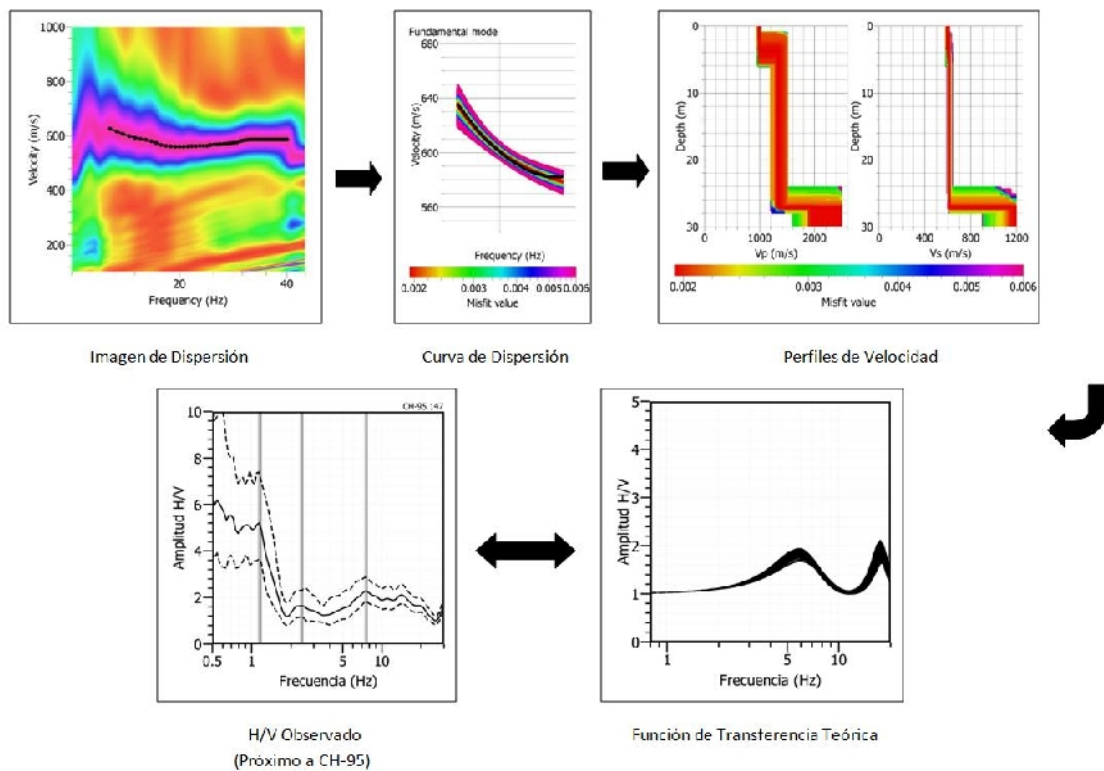 1000
800
600
400
200
Velocity (m/s)
20
40
Frequency (Hz)
Imagen de Dispersión
Fundamental mode
680
640
600
560
Velocity (m/s)
Frequency (Hz)
0.002 0.003 0.004 0.005 0.006
Misfit value
Curva de Dispersión
0
10
20
30
Depth (m)
0 1000 2000
Vp (m/s)
0
10
20
30
Depth (m)
0 400 800 1200
Vs (m/s)
0.002 0.003 0.004 0.005 0.006
Misfit value
Perfiles de Velocidad
CH-95 147
10
8
6
4
2
0
Amplitud H/V
0.5 1 5 10
Frecuencia (Hz)
H/V Observado
(Próximo a CH-95)
5
4
3
2
1
0
Amplitud H/V
1 5 10
Frecuencia (Hz)
Función de Transferencia Teórica